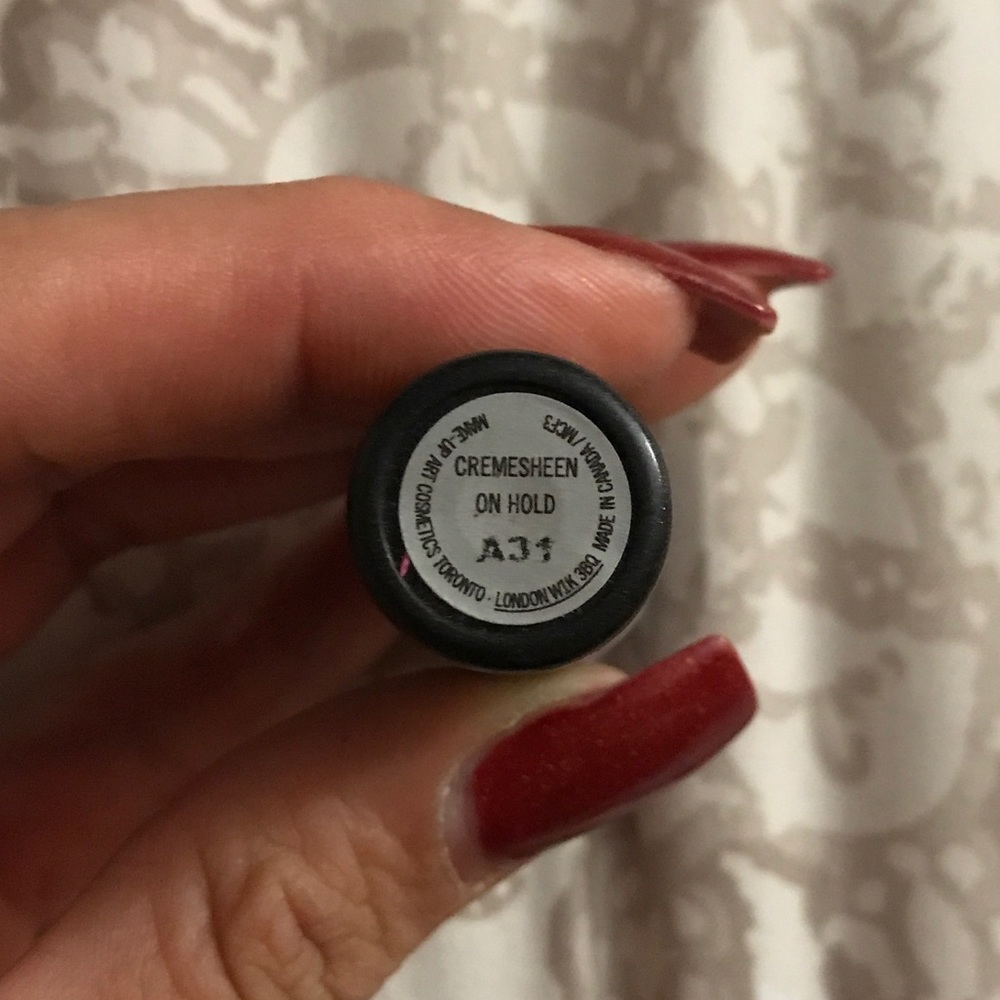 CREMESHEEN
ON HOLD
A31
MAKE-UP ART COSMETICS TORONTO · LONDON W1K 3BQ MADE IN CANADA / MCF3